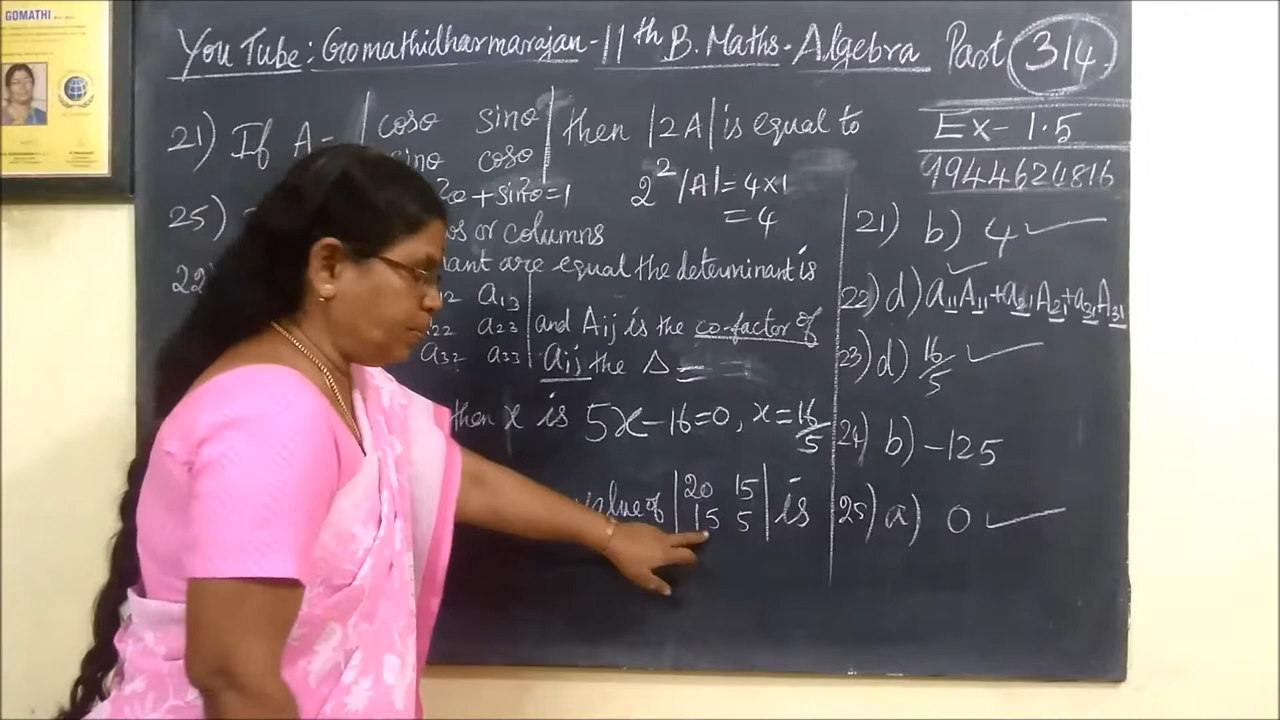 GOMATHI
You Tube: Gomathidharmarajan - 11th B. Maths - Algebra Part 314
21) If A = | cosθ sinθ | then |2A| is equal to
sinθ cosθ
²θ + sin²θ = 1 2² |A| = 4×1
= 4
25)
or columns
22) are equal the determinant is
a13
a22 a23 and Aij is the co-factor of
a32 a33 aij the Δ =
then x is 5x - 16 = 0, x = 16/5
value of | 20 15 | is
15 5
Ex - 1.5
9944624816
21) b) 4
22) d) a11A11 + a21A21 + a31A31
23) d) 16/5
24) b) -125
25) a) 0